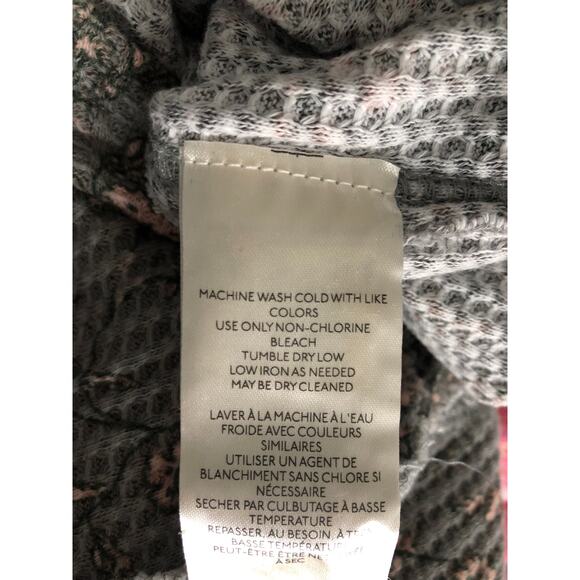 MACHINE WASH COLD WITH LIKE
COLORS
USE ONLY NON-CHLORINE
BLEACH
TUMBLE DRY LOW
LOW IRON AS NEEDED
MAY BE DRY CLEANED
LAVER À LA MACHINE À L'EAU
FROIDE AVEC COULEURS
SIMILAIRES
UTILISER UN AGENT DE
BLANCHIMENT SANS CHLORE SI
NÉCESSAIRE
SECHER PAR CULBUTAGE À BASSE
TEMPERATURE
REPASSER, AU BESOIN, À
BASSE TEMPÉRATURE
PEUT-ÊTRE ÊTRE
À SEC